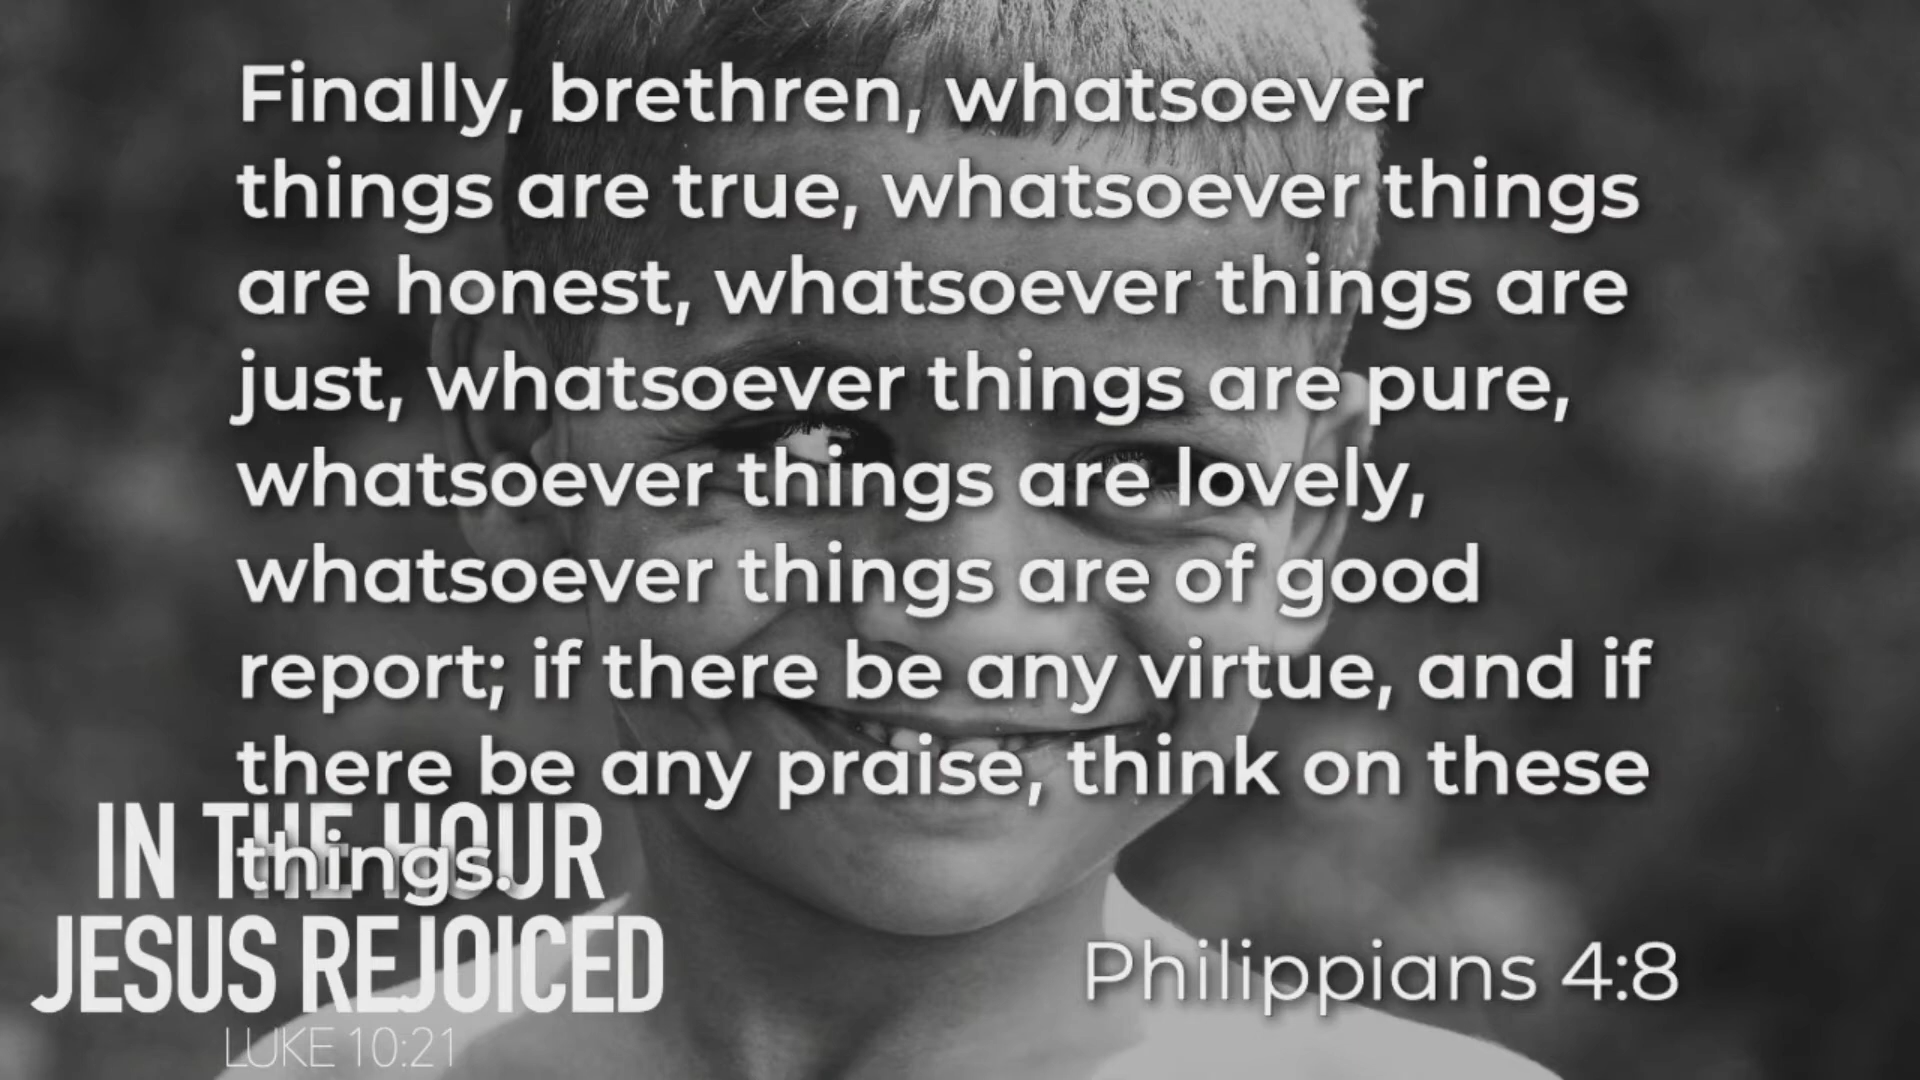 Finally, brethren, whatsoever
things are true, whatsoever things
are honest, whatsoever things are
just, whatsoever things are pure,
whatsoever things are lovely,
whatsoever things are of good
report; if there be any virtue, and if
there be any praise, think on these
things.
IN THE HOUR
JESUS REJOICED
LUKE 10:21
Philippians 4:8